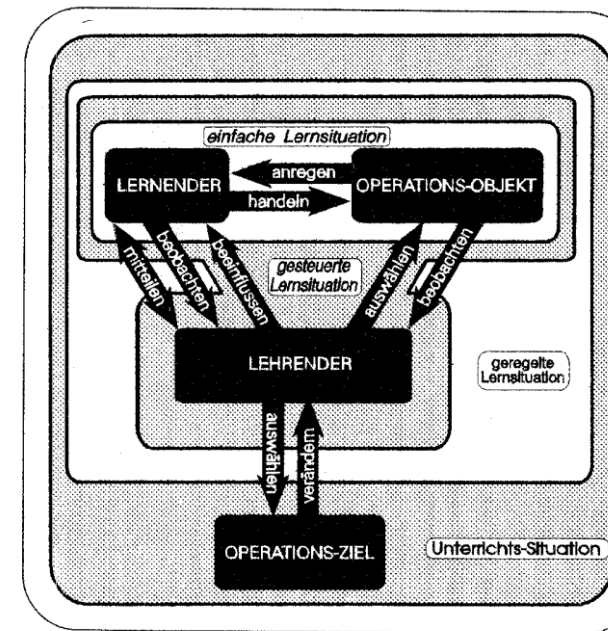 einfache Lernsituation
LERNENDER
anregen
handeln
OPERATIONS-OBJEKT
mitteilen
beobachten
beeinflussen
gesteuerte
Lernsituation
auswählen
beobachten
LEHRENDER
geregelte
Lernsituation
auswählen
verändern
OPERATIONS-ZIEL
Unterrichts-Situation